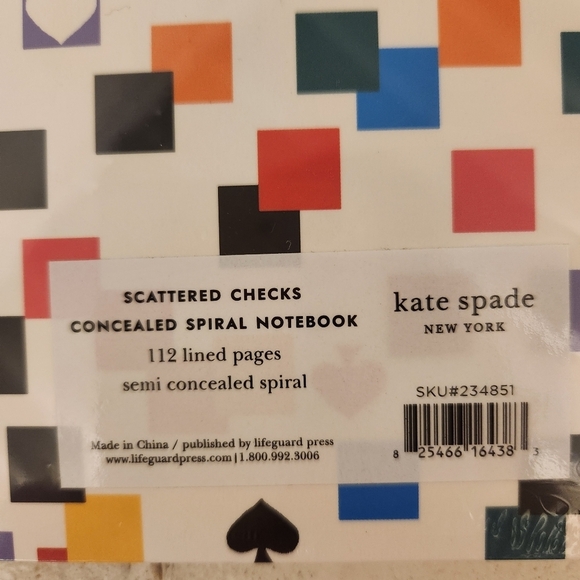 SCATTERED CHECKS
CONCEALED SPIRAL NOTEBOOK
112 lined pages
semi concealed spiral
Made in China / published by lifeguard press
www.lifeguardpress.com | 1.800.992.3006
kate spade
NEW YORK
SKU#234851
8 25466 16438 3